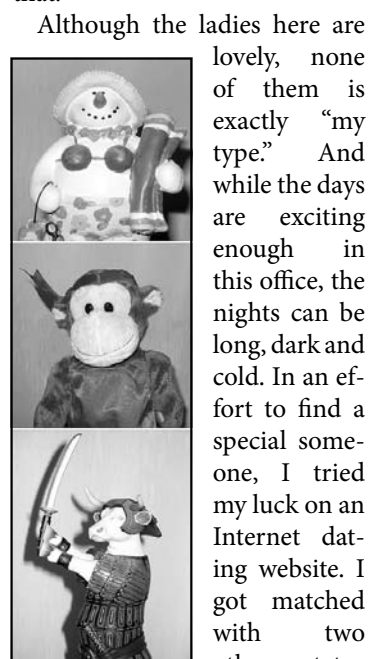 Although the ladies here are
lovely, none
of them is
exactly “my
type.” And
while the days
are exciting
enough in
this office, the
nights can be
long, dark and
cold. In an ef-
fort to find a
special some-
one, I tried
my luck on an
Internet dat-
ing website. I
got matched
with two